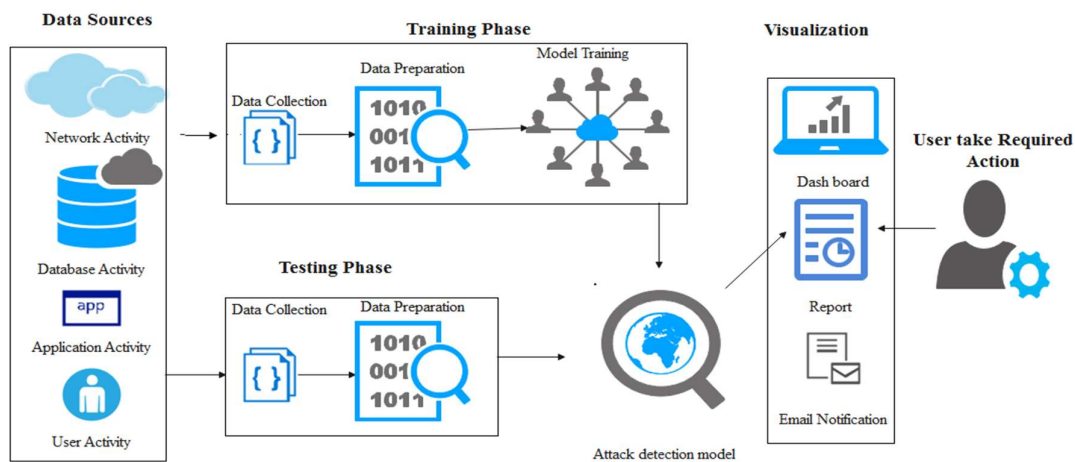 Data Sources
Network Activity
Database Activity
app
Application Activity
User Activity
Training Phase
Data Collection
{ }
Data Preparation
1010
001
1011
Model Training
Testing Phase
Data Collection
{ }
Data Preparation
1010
001
1011
Attack detection model
Visualization
Dash board
Report
Email Notification
User take Required
Action